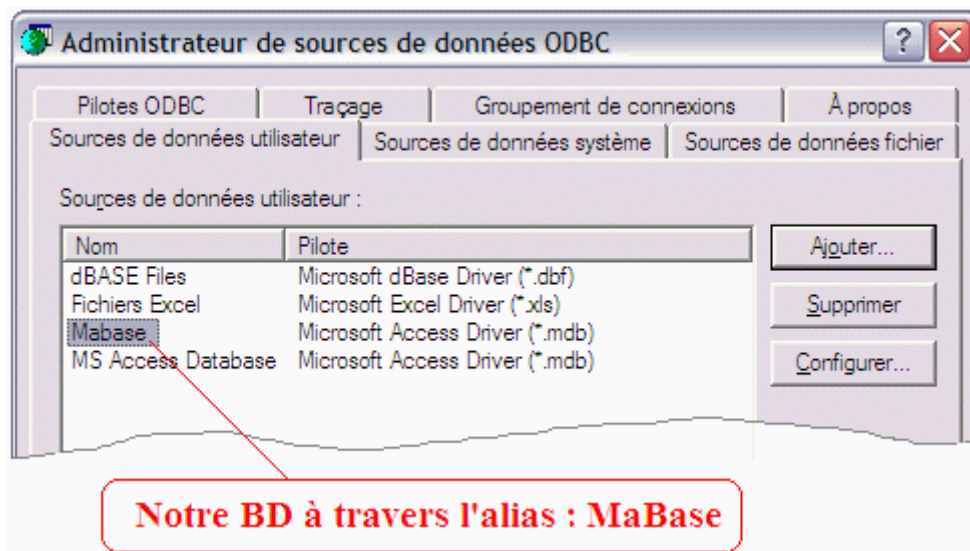 Administrateur de sources de données ODBC
Pilotes ODBC Traçage Groupement de connexions À propos
Sources de données utilisateur Sources de données système Sources de données fichier
Sources de données utilisateur :
Nom Pilote
dBASE Files Microsoft dBase Driver (*.dbf)
Fichiers Excel Microsoft Excel Driver (*.xls)
Mabase Microsoft Access Driver (*.mdb)
MS Access Database Microsoft Access Driver (*.mdb)
Ajouter...
Supprimer
Configurer...
Notre BD à travers l'alias : MaBase